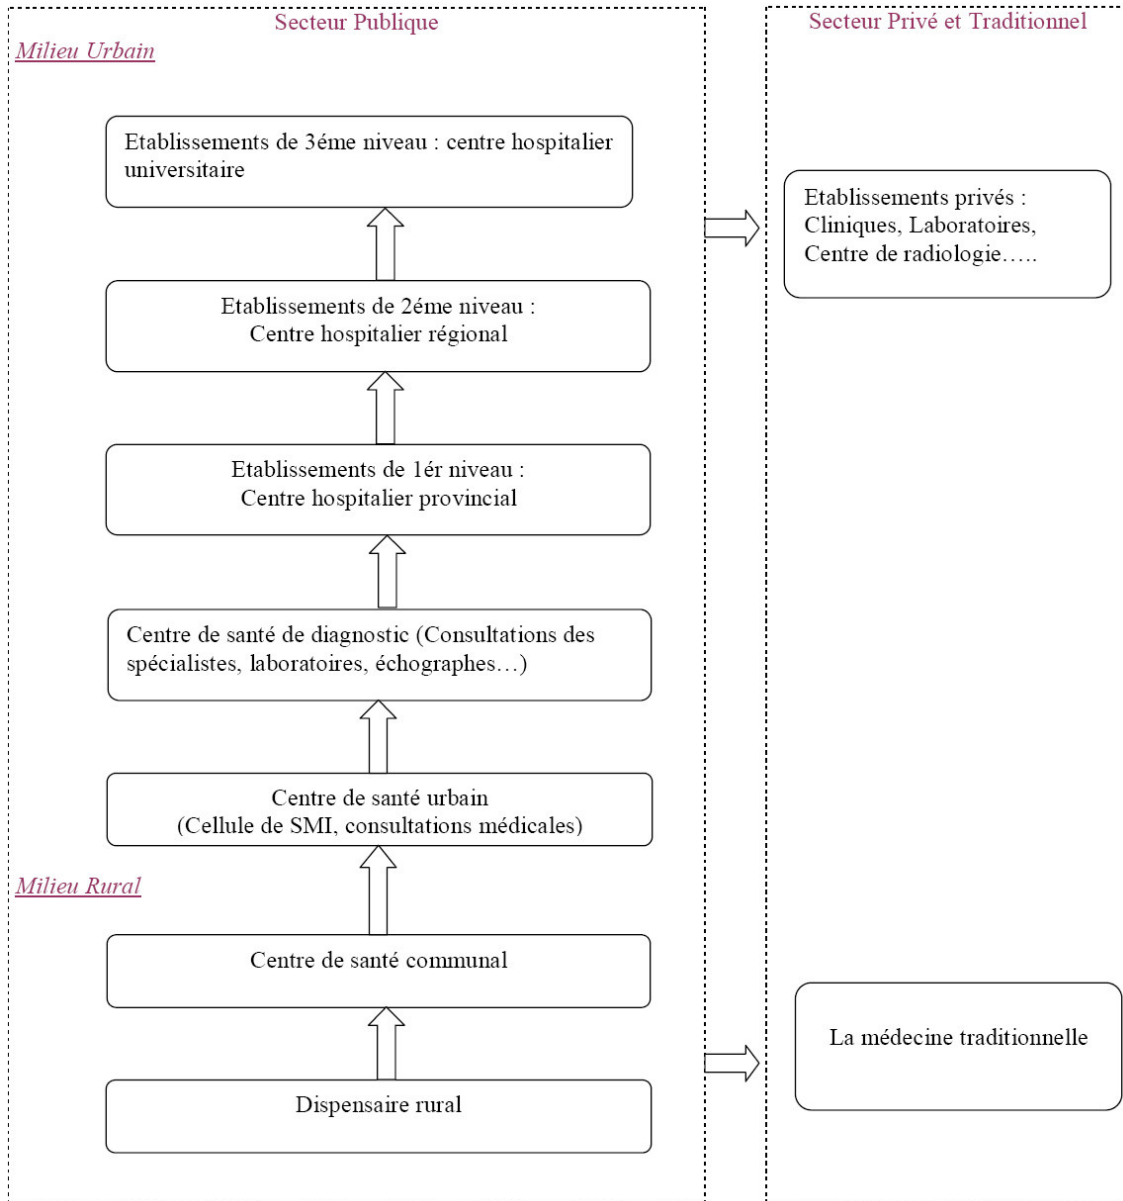 Secteur Publique
Milieu Urbain
Etablissements de 3éme niveau : centre hospitalier
universitaire
Etablissements de 2éme niveau :
Centre hospitalier régional
Etablissements de 1ér niveau :
Centre hospitalier provincial
Centre de santé de diagnostic (Consultations des
spécialistes, laboratoires, échographes…)
Centre de santé urbain
(Cellule de SMI, consultations médicales)
Milieu Rural
Centre de santé communal
Dispensaire rural
Secteur Privé et Traditionnel
Etablissements privés :
Cliniques, Laboratoires,
Centre de radiologie…..
La médecine traditionnelle